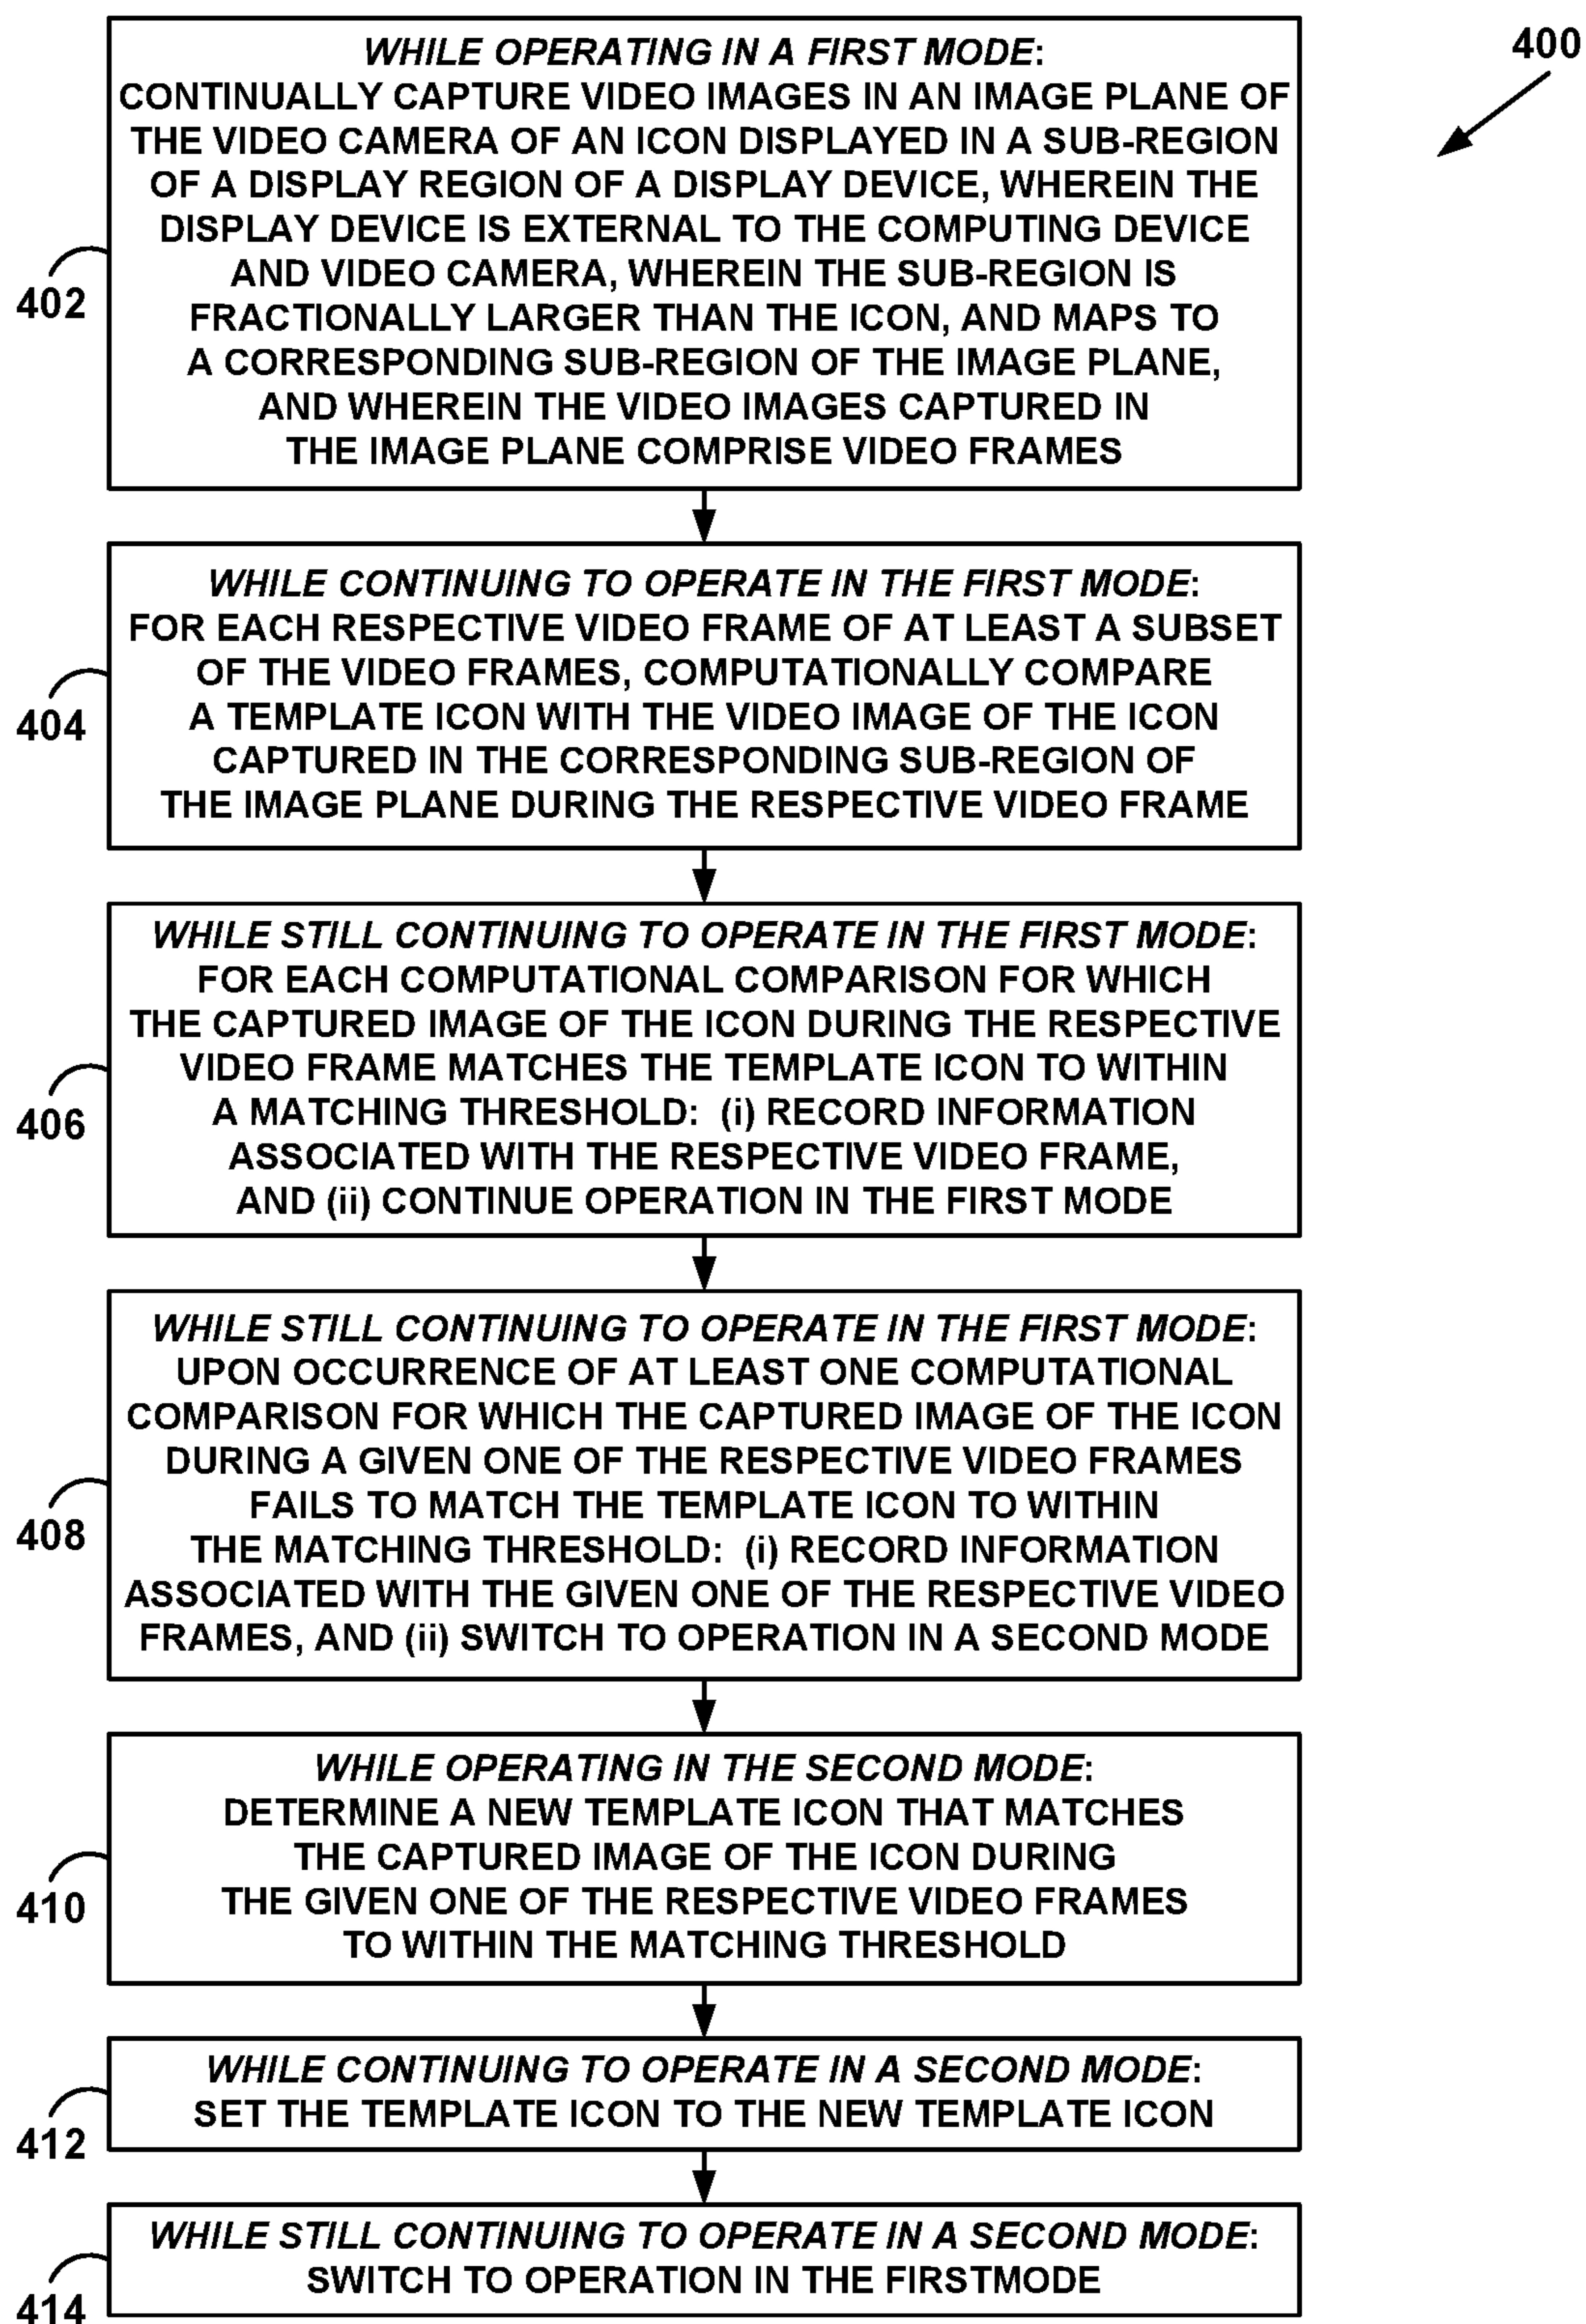 400
WHILE OPERATING IN A FIRST MODE:
CONTINUALLY CAPTURE VIDEO IMAGES IN AN IMAGE PLANE OF
THE VIDEO CAMERA OF AN ICON DISPLAYED IN A SUB-REGION
OF A DISPLAY REGION OF A DISPLAY DEVICE, WHEREIN THE
DISPLAY DEVICE IS EXTERNAL TO THE COMPUTING DEVICE
AND VIDEO CAMERA, WHEREIN THE SUB-REGION IS
FRACTIONALLY LARGER THAN THE ICON, AND MAPS TO
A CORRESPONDING SUB-REGION OF THE IMAGE PLANE,
AND WHEREIN THE VIDEO IMAGES CAPTURED IN
THE IMAGE PLANE COMPRISE VIDEO FRAMES
402
WHILE CONTINUING TO OPERATE IN THE FIRST MODE:
FOR EACH RESPECTIVE VIDEO FRAME OF AT LEAST A SUBSET
OF THE VIDEO FRAMES, COMPUTATIONALLY COMPARE
A TEMPLATE ICON WITH THE VIDEO IMAGE OF THE ICON
CAPTURED IN THE CORRESPONDING SUB-REGION OF
THE IMAGE PLANE DURING THE RESPECTIVE VIDEO FRAME
404
WHILE STILL CONTINUING TO OPERATE IN THE FIRST MODE:
FOR EACH COMPUTATIONAL COMPARISON FOR WHICH
THE CAPTURED IMAGE OF THE ICON DURING THE RESPECTIVE
VIDEO FRAME MATCHES THE TEMPLATE ICON TO WITHIN
A MATCHING THRESHOLD: (i) RECORD INFORMATION
ASSOCIATED WITH THE RESPECTIVE VIDEO FRAME,
AND (ii) CONTINUE OPERATION IN THE FIRST MODE
406
WHILE STILL CONTINUING TO OPERATE IN THE FIRST MODE:
UPON OCCURRENCE OF AT LEAST ONE COMPUTATIONAL
COMPARISON FOR WHICH THE CAPTURED IMAGE OF THE ICON
DURING A GIVEN ONE OF THE RESPECTIVE VIDEO FRAMES
FAILS TO MATCH THE TEMPLATE ICON TO WITHIN
THE MATCHING THRESHOLD: (i) RECORD INFORMATION
ASSOCIATED WITH THE GIVEN ONE OF THE RESPECTIVE VIDEO
FRAMES, AND (ii) SWITCH TO OPERATION IN A SECOND MODE
408
WHILE OPERATING IN THE SECOND MODE:
DETERMINE A NEW TEMPLATE ICON THAT MATCHES
THE CAPTURED IMAGE OF THE ICON DURING
THE GIVEN ONE OF THE RESPECTIVE VIDEO FRAMES
TO WITHIN THE MATCHING THRESHOLD
410
WHILE CONTINUING TO OPERATE IN A SECOND MODE:
SET THE TEMPLATE ICON TO THE NEW TEMPLATE ICON
412
WHILE STILL CONTINUING TO OPERATE IN A SECOND MODE:
SWITCH TO OPERATION IN THE FIRSTMODE
414